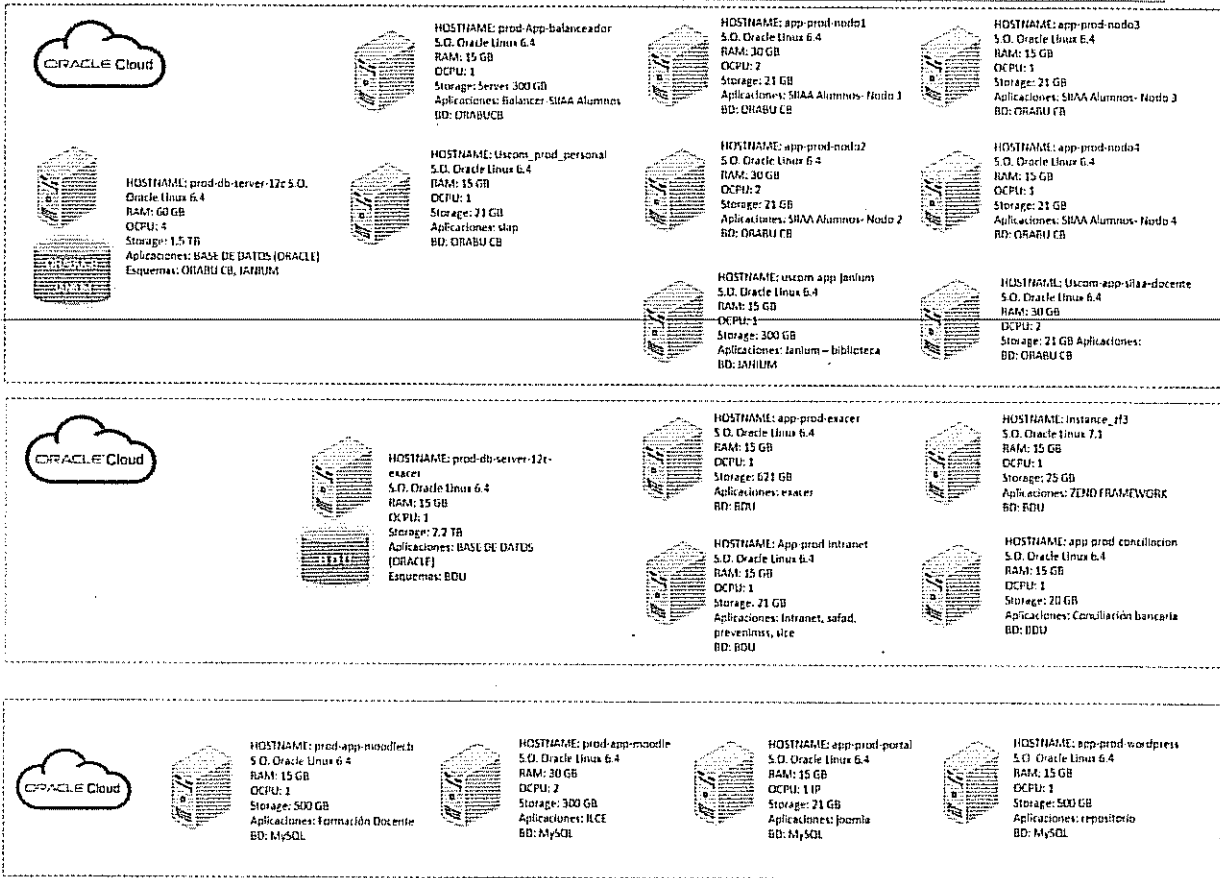 ORACLE Cloud
HOSTNAME: prod-App-balanceador
S.O. Oracle Linux 6.4
RAM: 15 GB
OCPU: 1
Storage: Server 300 GB
Aplicaciones: Balancer-SIIAA Alumnos
BD: ORABUCB
HOSTNAME: app-prod-nodo1
S.O. Oracle Linux 6.4
RAM: 30 GB
OCPU: 2
Storage: 21 GB
Aplicaciones: SIIAA Alumnos- Nodo 1
BD: ORABU CB
HOSTNAME: app-prod-nodo3
S.O. Oracle Linux 6.4
RAM: 15 GB
OCPU: 1
Storage: 21 GB
Aplicaciones: SIIAA Alumnos- Nodo 3
BD: ORABU CB
HOSTNAME: prod-db-server-12c S.O.
Oracle Linux 6.4
RAM: 60 GB
OCPU: 4
Storage: 1.5 TB
Aplicaciones: BASE DE DATOS (ORACLE)
Esquemas: ORABU CB, JANIUM
HOSTNAME: Uscom_prod_personal
S.O. Oracle Linux 6.4
RAM: 15 GB
OCPU: 1
Storage: 21 GB
Aplicaciones: siap
BD: ORABU CB
HOSTNAME: app-prod-nodo2
S.O. Oracle Linux 6.4
RAM: 30 GB
OCPU: 2
Storage: 21 GB
Aplicaciones: SIIAA Alumnos- Nodo 2
BD: ORABU CB
HOSTNAME: app-prod-nodo4
S.O. Oracle Linux 6.4
RAM: 15 GB
OCPU: 1
Storage: 21 GB
Aplicaciones: SIIAA Alumnos- Nodo 4
BD: ORABU CB
HOSTNAME: uscom app janium
S.O. Oracle Linux 6.4
RAM: 15 GB
OCPU: 1
Storage: 300 GB
Aplicaciones: Janium – biblioteca
BD: JANIUM
HOSTNAME: Uscom-app-siiaa-docente
S.O. Oracle Linux 6.4
RAM: 30 GB
OCPU: 2
Storage: 21 GB Aplicaciones:
BD: ORABU CB
ORACLE Cloud
HOSTNAME: prod-db-server-12c-
exacer
S.O. Oracle Linux 6.4
RAM: 15 GB
OCPU: 1
Storage: 2.2 TB
Aplicaciones: BASE DE DATOS
(ORACLE)
Esquemas: BDU
HOSTNAME: app-prod-exacer
S.O. Oracle Linux 6.4
RAM: 15 GB
OCPU: 1
Storage: 621 GB
Aplicaciones: exacer
BD: BDU
HOSTNAME: Instance_zf3
S.O. Oracle Linux 7.1
RAM: 15 GB
OCPU: 1
Storage: 25 GB
Aplicaciones: ZEND FRAMEWORK
BD: BDU
HOSTNAME: App-prod Intranet
S.O. Oracle Linux 6.4
RAM: 15 GB
OCPU: 1
Storage: 21 GB
Aplicaciones: Intranet, safad,
prevenimss, sice
BD: BDU
HOSTNAME: app prod conciliacion
S.O. Oracle Linux 6.4
RAM: 15 GB
OCPU: 1
Storage: 20 GB
Aplicaciones: Conciliación bancaria
BD: BDU
ORACLE Cloud
HOSTNAME: prod-app-moodlecb
S.O. Oracle Linux 6.4
RAM: 15 GB
OCPU: 1
Storage: 500 GB
Aplicaciones: Formación Docente
BD: MySQL
HOSTNAME: prod-app-moodle
S.O. Oracle Linux 6.4
RAM: 30 GB
OCPU: 2
Storage: 300 GB
Aplicaciones: ILCE
BD: MySQL
HOSTNAME: app-prod-portal
S.O. Oracle Linux 6.4
RAM: 15 GB
OCPU: 1 IP
Storage: 21 GB
Aplicaciones: joomla
BD: MySQL
HOSTNAME: app-prod-wordpress
S.O. Oracle Linux 6.4
RAM: 15 GB
OCPU: 1
Storage: 500 GB
Aplicaciones: repositorio
BD: MySQL